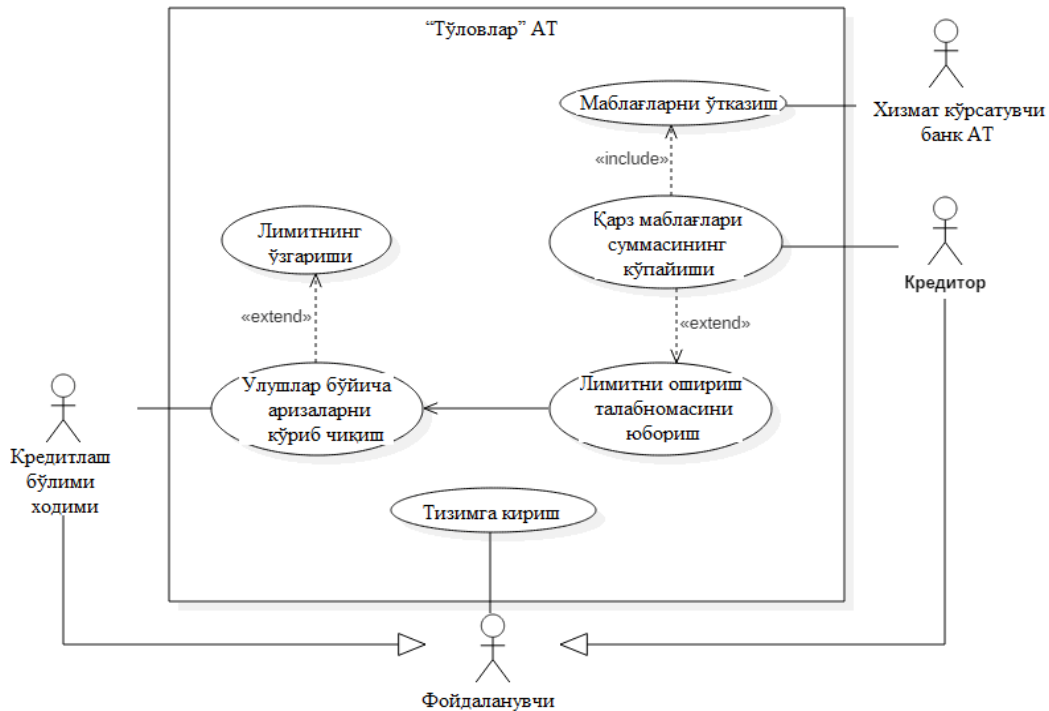 “Тўловлар” АТ
Маблағларни ўтказиш
Хизмат кўрсатувчи
банк АТ
«include»
Қарз маблағлари
суммасининг
кўпайиши
Кредитор
Лимитнинг
ўзгариши
«extend»
«extend»
Улушлар бўйича
аризаларни
кўриб чиқиш
Лимитни ошириш
талабномасини
юбориш
Кредитлаш
бўлими
ходими
Тизимга кириш
Фойдаланувчи